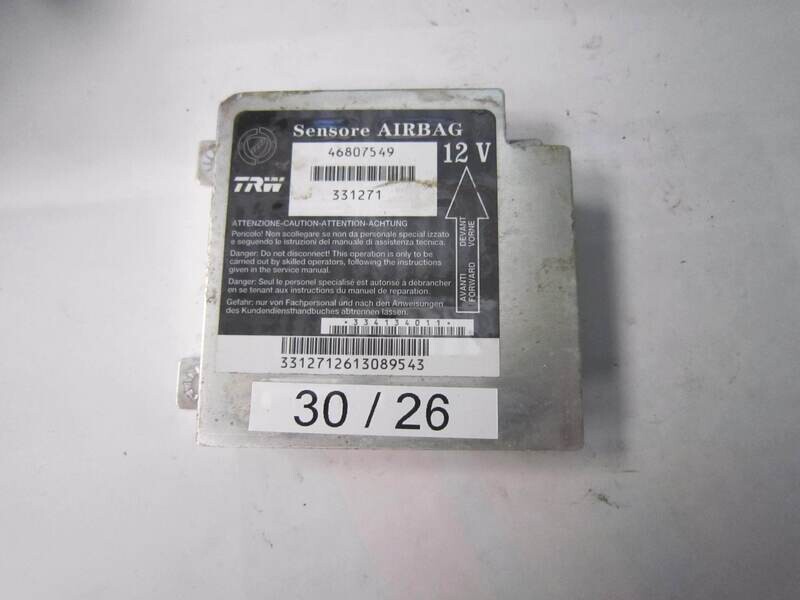 Sensore AIRBAG
46807549
12 V
TRW
331271
ATTENZIONE-CAUTION-ATTENTION-ACHTUNG
Pericolo! Non scollegare se non da personale specializzato
e seguendo le istruzioni del manuale di assistenza tecnica.
Danger: Do not disconnect! This operation is only to be
carried out by skilled operators, following the instructions
given in the service manual.
Danger: Seul le personel spécialisé est autorisé à débrancher
en se tenant aux instructions du manuel de reparation.
Gefahr: nur von Fachpersonal und nach den Anweisungen
des Kundendiensthandbuches abtrennen lassen.
AVANTI DEVANT
FORWARD VORNE
*334134011*
3312712613089543
30 / 26